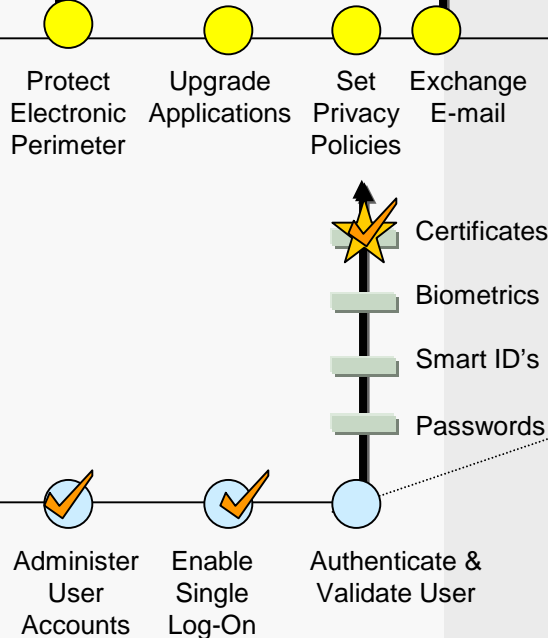 Protect
Electronic
Perimeter
Upgrade
Applications
Set
Privacy
Policies
Exchange
E-mail
Certificates
Biometrics
Smart ID's
Passwords
Administer
User
Accounts
Enable
Single
Log-On
Authenticate &
Validate User